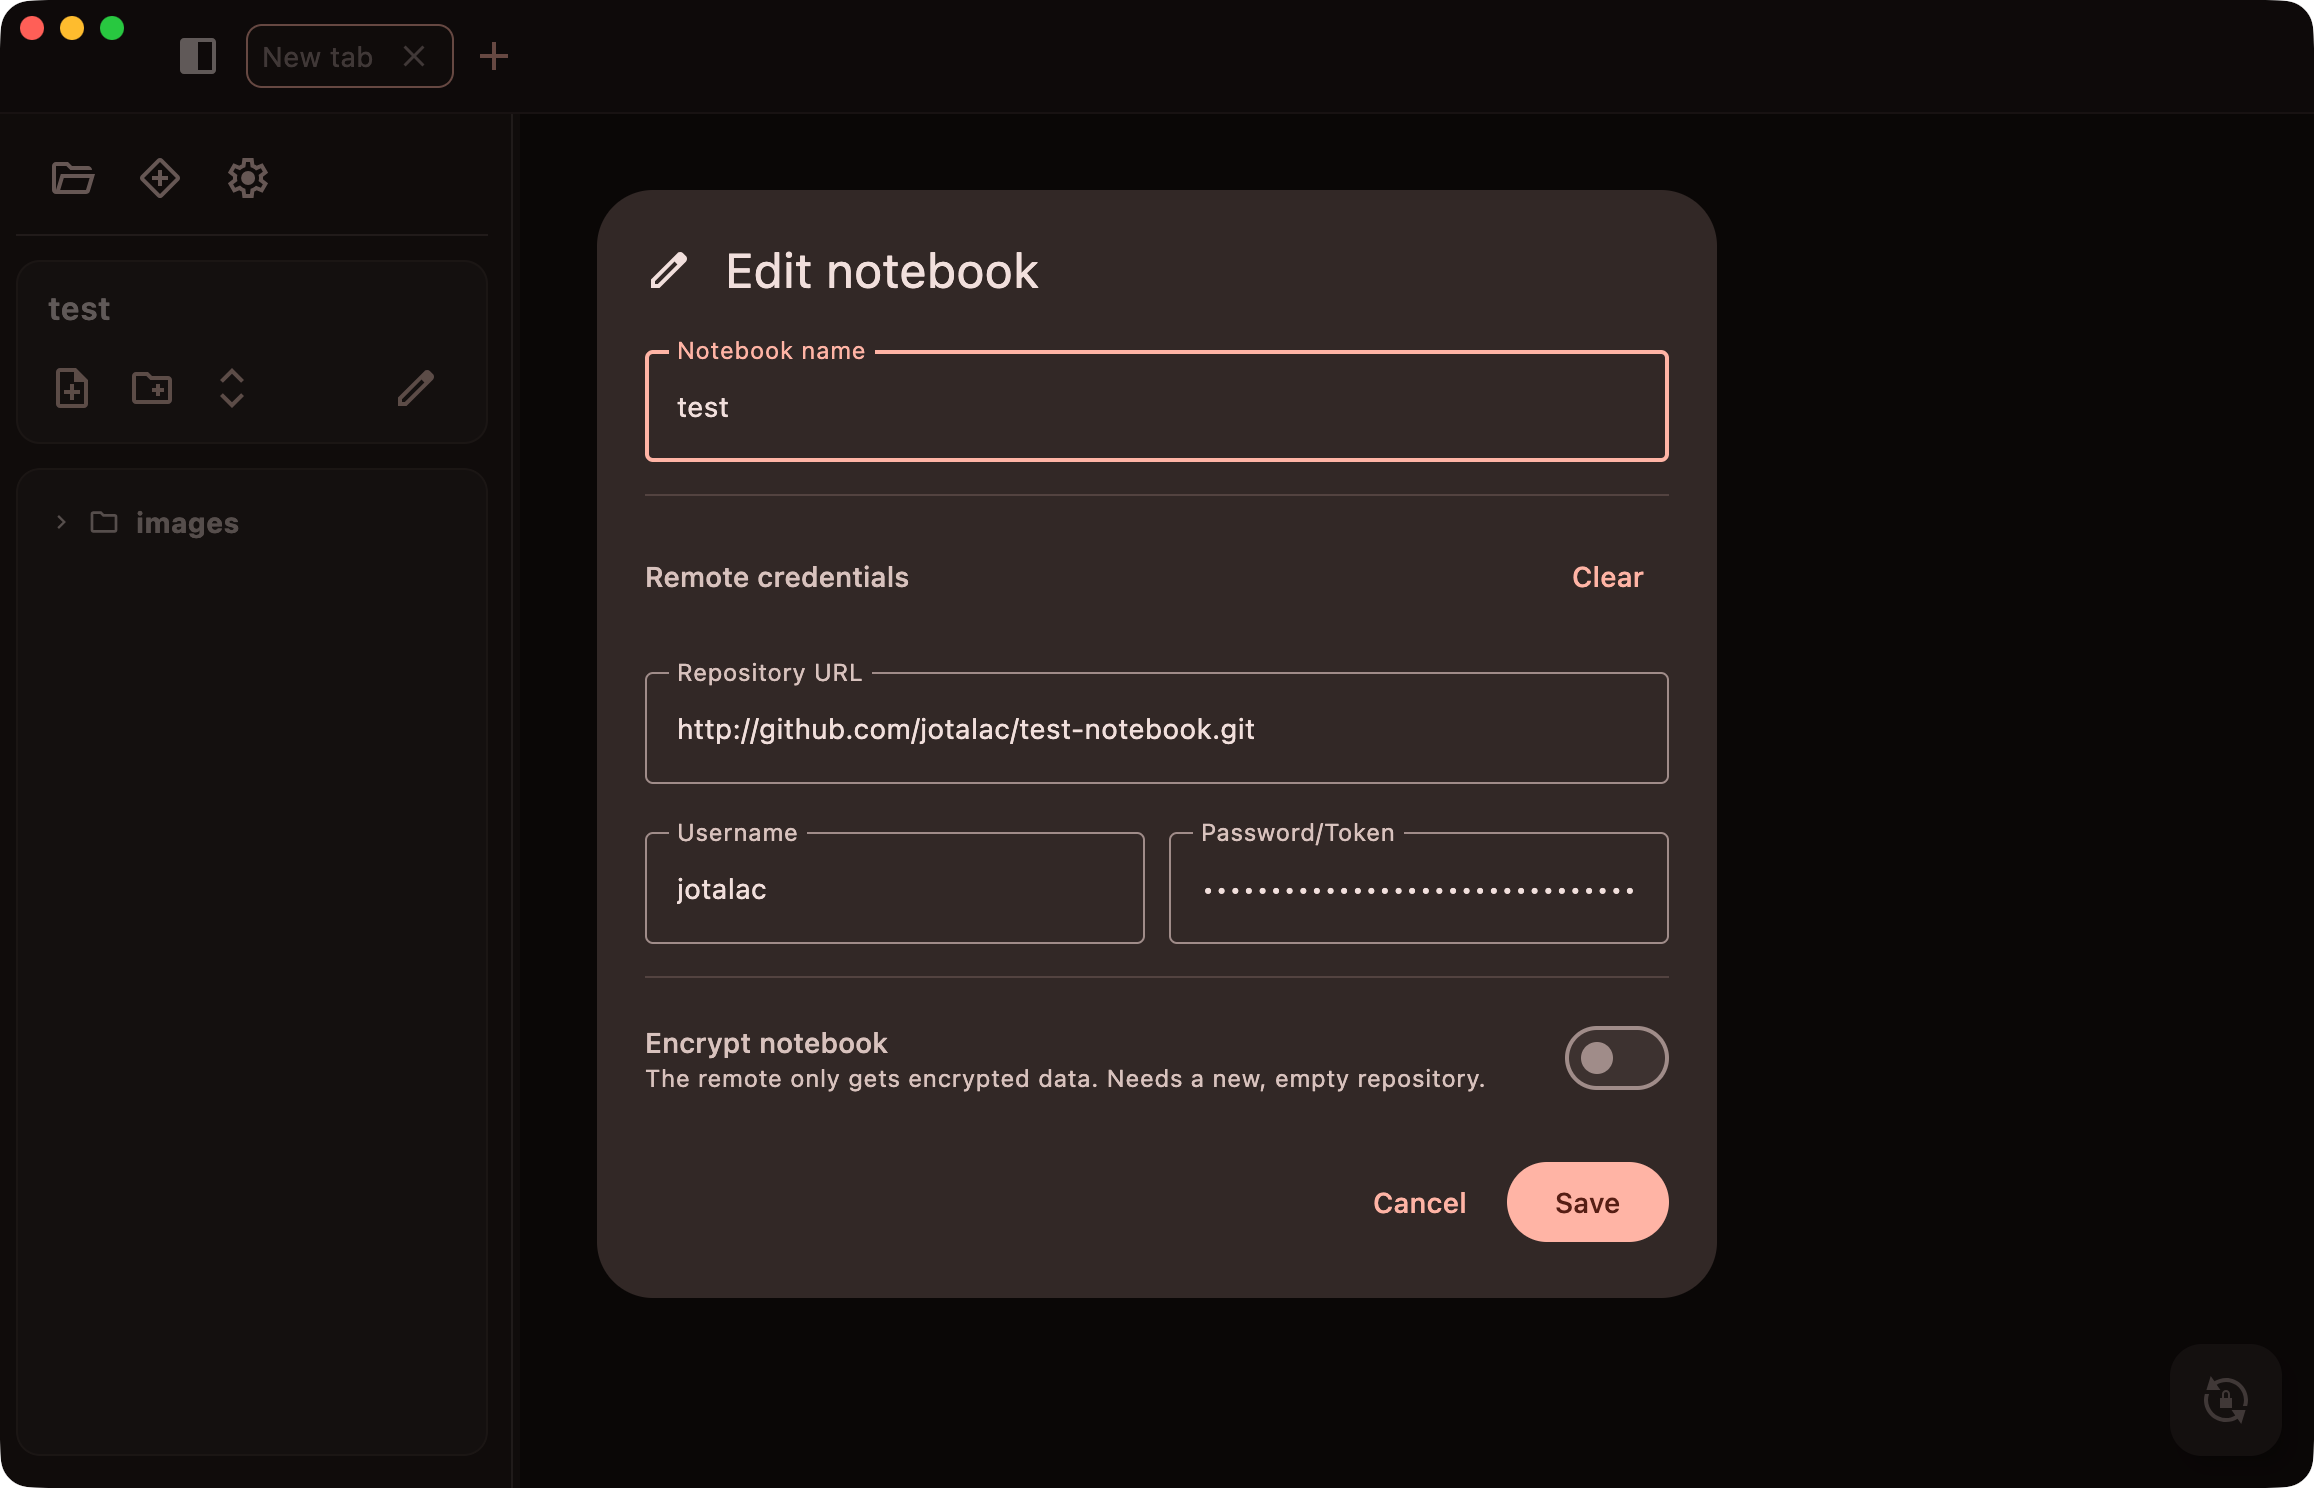 New tab
test
images
Edit notebook
Notebook name
test
Remote credentials
Clear
Repository URL
http://github.com/jotalac/test-notebook.git
Username
jotalac
Password/Token
••••••••••••••••••••••••••••••••
Encrypt notebook
The remote only gets encrypted data. Needs a new, empty repository.
Cancel
Save